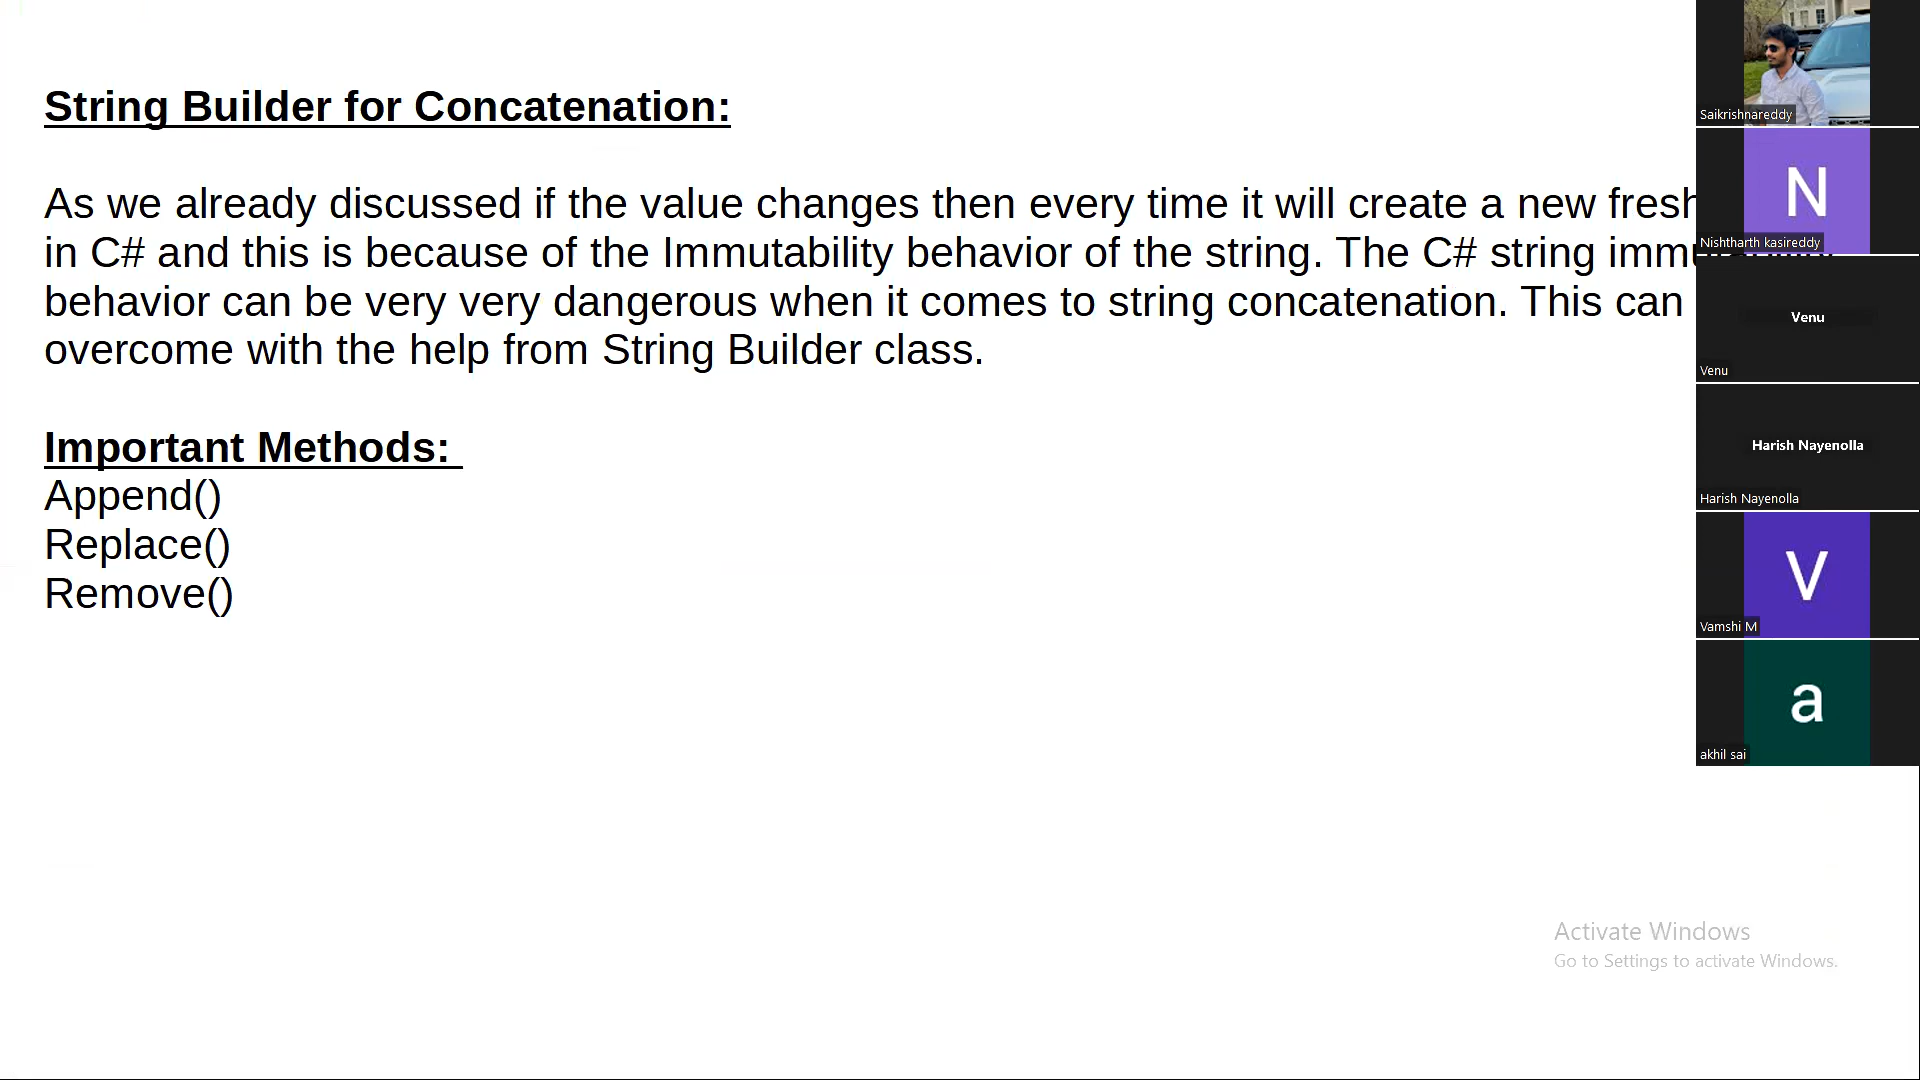 String Builder for Concatenation:
As we already discussed if the value changes then every time it will create a new fresh
in C# and this is because of the Immutability behavior of the string. The C# string
behavior can be very very dangerous when it comes to string concatenation. This can
overcome with the help from String Builder class.
Important Methods:
Append()
Replace()
Remove()
Saikrishnareddy
N
Nishtharth kasireddy
Venu
Venu
Harish Nayenolla
Harish Nayenolla
V
Vamshi M
a
akhil sai
Activate Windows
Go to Settings to activate Windows.